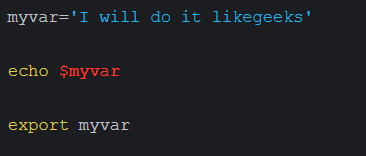 myvar='I will do it likegeeks'
echo $myvar
export myvar